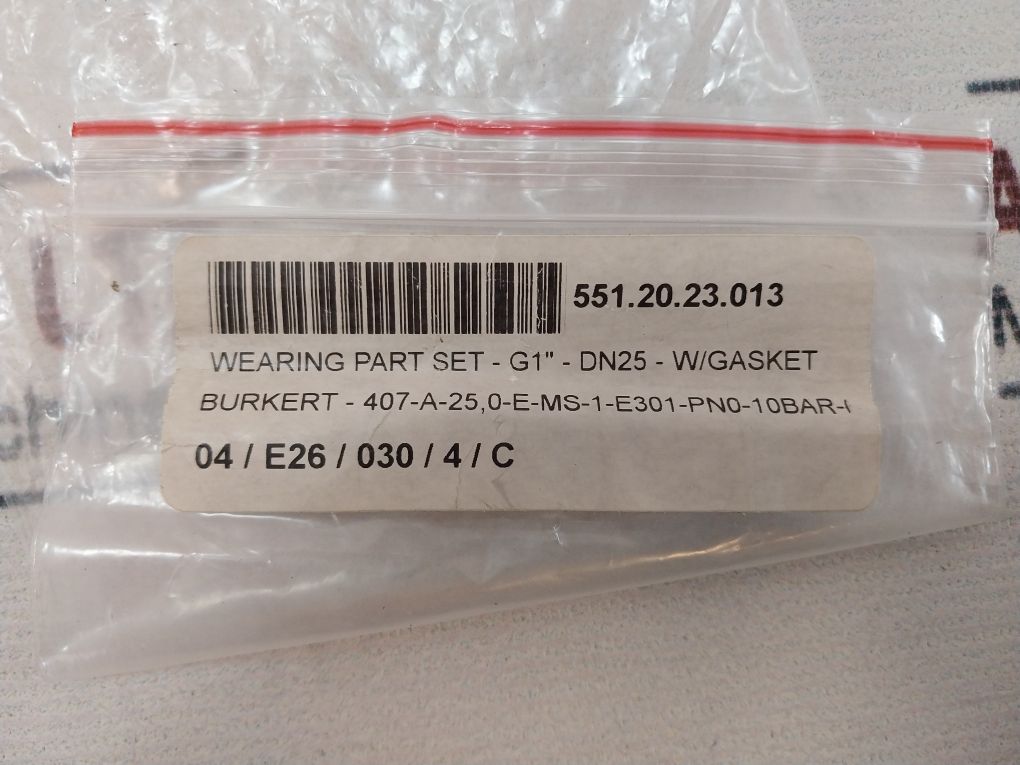 551.20.23.013
WEARING PART SET - G1" - DN25 - W/GASKET
BURKERT - 407-A-25,0-E-MS-1-E301-PN0-10BAR-
04 / E26 / 030 / 4 / C